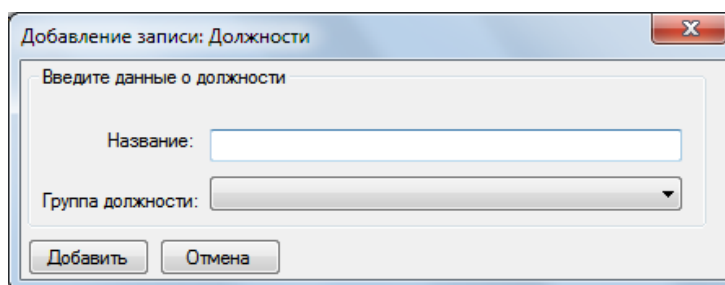 Добавление записи: Должности
Введите данные о должности
Название:
Группа должности:
Добавить Отмена